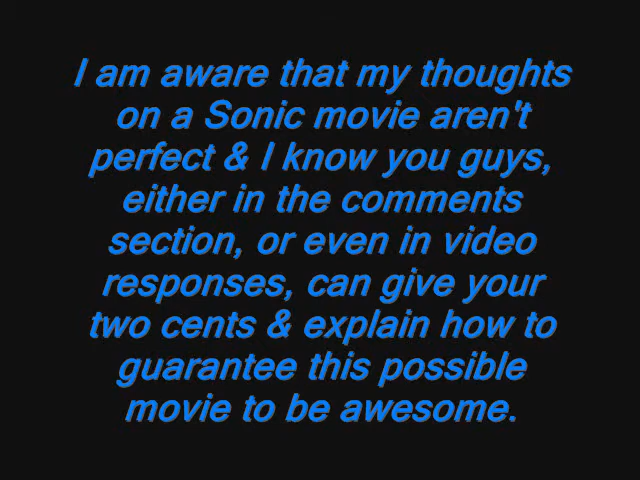 I am aware that my thoughts
on a Sonic movie aren't
perfect & I know you guys,
either in the comments
section, or even in video
responses, can give your
two cents & explain how to
guarantee this possible
movie to be awesome.